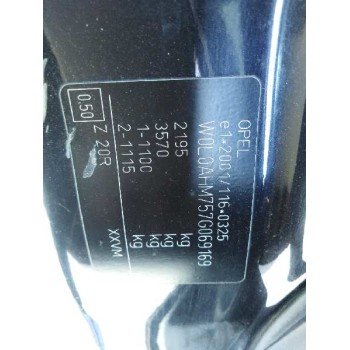 OPEL
e1*2001/116*0325
W0L0AHM757G069169
2195 kg
3570 kg
1-1100 kg
2-1115 kg
0.50 Z 20R XXVM